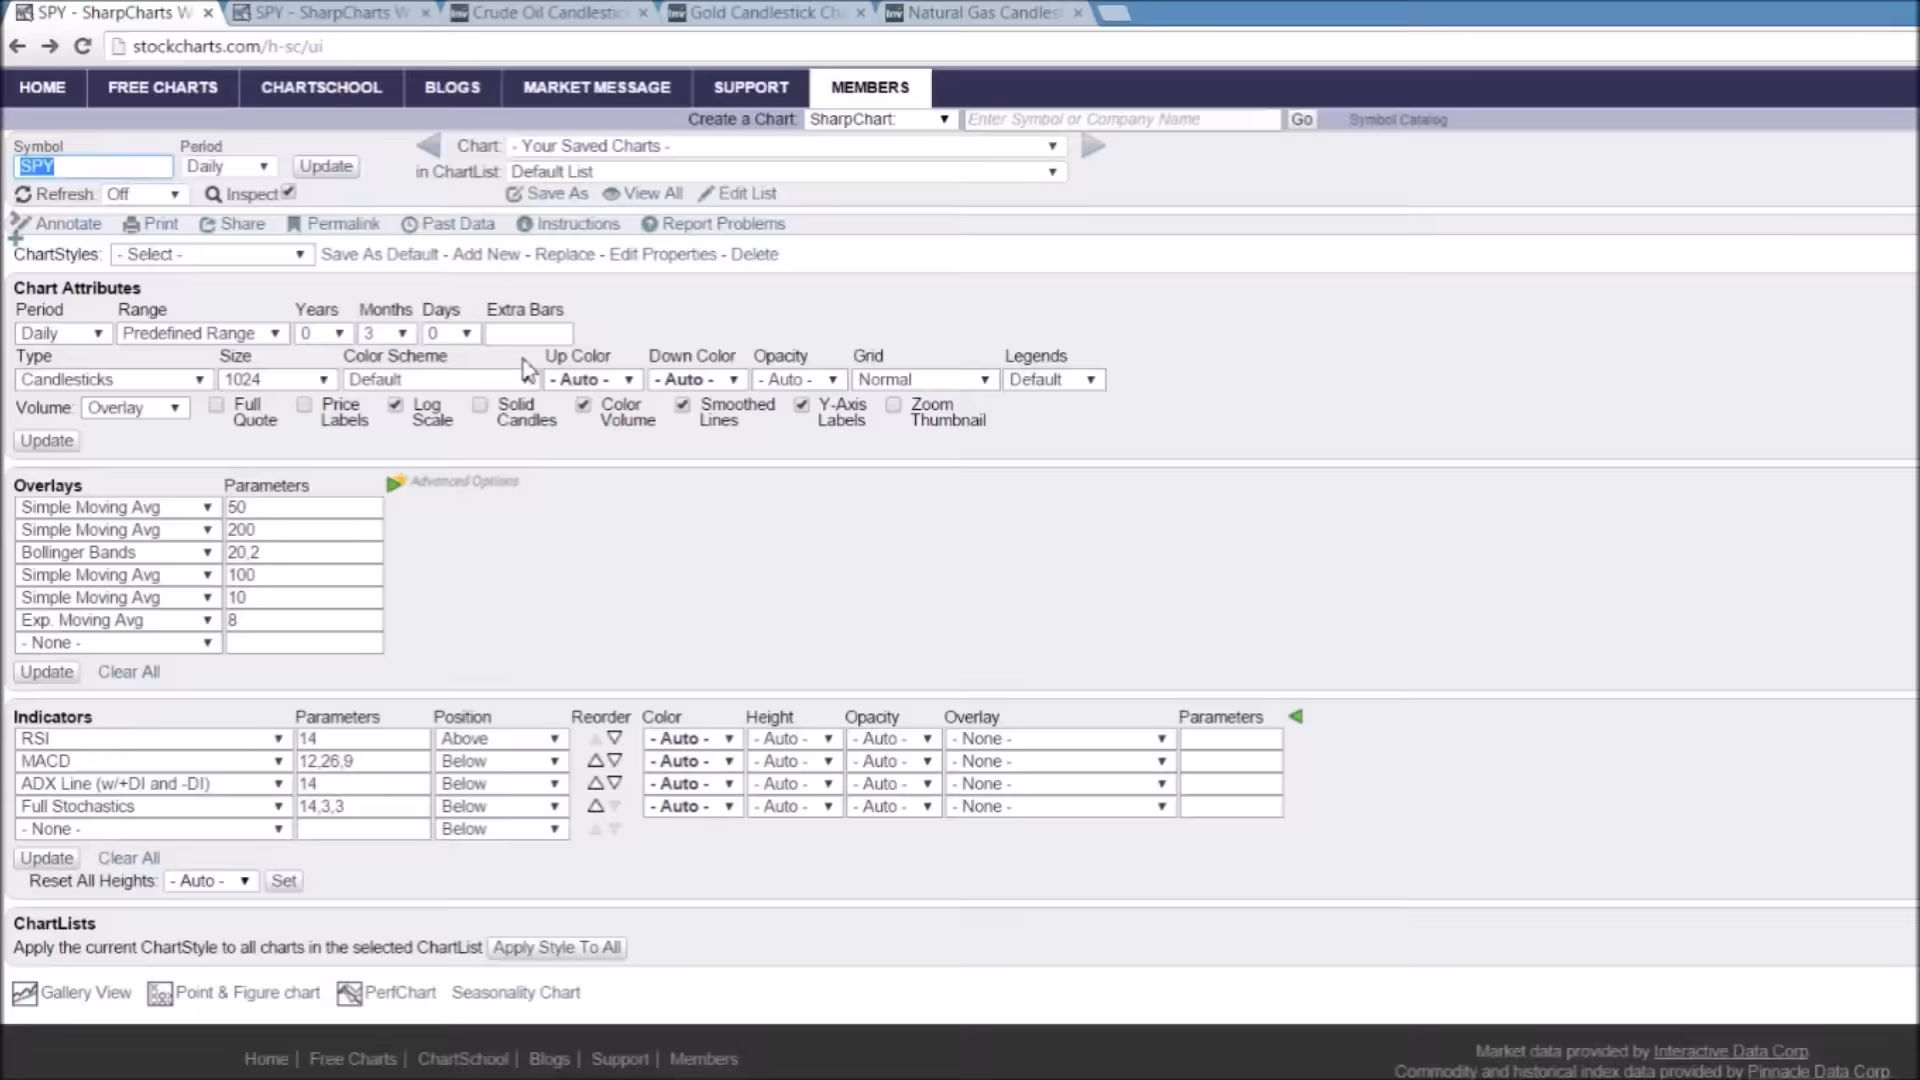 SPY - SharpCharts W
SPY - SharpCharts W
Crude Oil Candlestic
Gold Candlestick Ch
Natural Gas Candles
stockcharts.com/h-sc/ui
HOME FREE CHARTS CHARTSCHOOL BLOGS MARKET MESSAGE SUPPORT MEMBERS
Create a Chart: SharpChart: Enter Symbol or Company Name Go Symbol Catalog
Symbol Period Chart: - Your Saved Charts -
SPY Daily Update in ChartList: Default List
Refresh: Off Inspect Save As View All Edit List
Annotate Print Share Permalink Past Data Instructions Report Problems
ChartStyles: - Select - Save As Default - Add New - Replace - Edit Properties - Delete
Chart Attributes
Period Range Years Months Days Extra Bars
Daily Predefined Range 0 3 0
Type Size Color Scheme Up Color Down Color Opacity Grid Legends
Candlesticks 1024 Default - Auto - - Auto - - Auto - Normal Default
Volume: Overlay Full Quote Price Labels Log Scale Solid Candles Color Volume Smoothed Lines Y-Axis Labels Zoom Thumbnail
Update
Overlays Parameters Advanced Options
Simple Moving Avg 50
Simple Moving Avg 200
Bollinger Bands 20,2
Simple Moving Avg 100
Simple Moving Avg 10
Exp. Moving Avg 8
- None -
Update Clear All
Indicators Parameters Position Reorder Color Height Opacity Overlay Parameters
RSI 14 Above - Auto - - Auto - - Auto - - None -
MACD 12,26,9 Below - Auto - - Auto - - Auto - - None -
ADX Line (w/+DI and -DI) 14 Below - Auto - - Auto - - Auto - - None -
Full Stochastics 14,3,3 Below - Auto - - Auto - - Auto - - None -
- None - Below
Update Clear All
Reset All Heights: - Auto - Set
ChartLists
Apply the current ChartStyle to all charts in the selected ChartList Apply Style To All
Gallery View Point & Figure chart PerfChart Seasonality Chart
Home | Free Charts | ChartSchool | Blogs | Support | Members
Market data provided by Interactive Data Corp.
Commodity and historical index data provided by Pinnacle Data Corp.